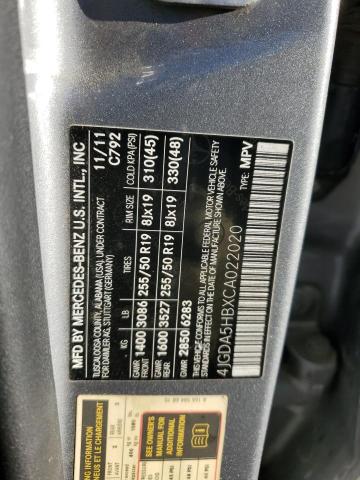 MFD BY MERCEDES-BENZ U.S. INTL., INC
TUSCALOOSA COUNTY, ALABAMA (USA), UNDER CONTRACT
FOR DAIMLER AG, STUTTGART (GERMANY)
11/11
C792
KG LB TIRES RIM SIZE COLD KPA(PSI)
GAWR FRONT 1400 3086 255/50 R19 8Jx19 310(45)
GAWR REAR 1600 3527 255/50 R19 8Jx19 330(48)
GWR 2850 6283
THIS VEHICLE CONFORMS TO ALL APPLICABLE FEDERAL MOTOR VEHICLE SAFETY
STANDARDS IN EFFECT ON THE DATE OF MANUFACTURE SHOWN ABOVE.
4JGDA5HBXCA022020
TYPE: MPV
SEE OWNER'S
MANUAL FOR
ADDITIONAL
INFORMATION